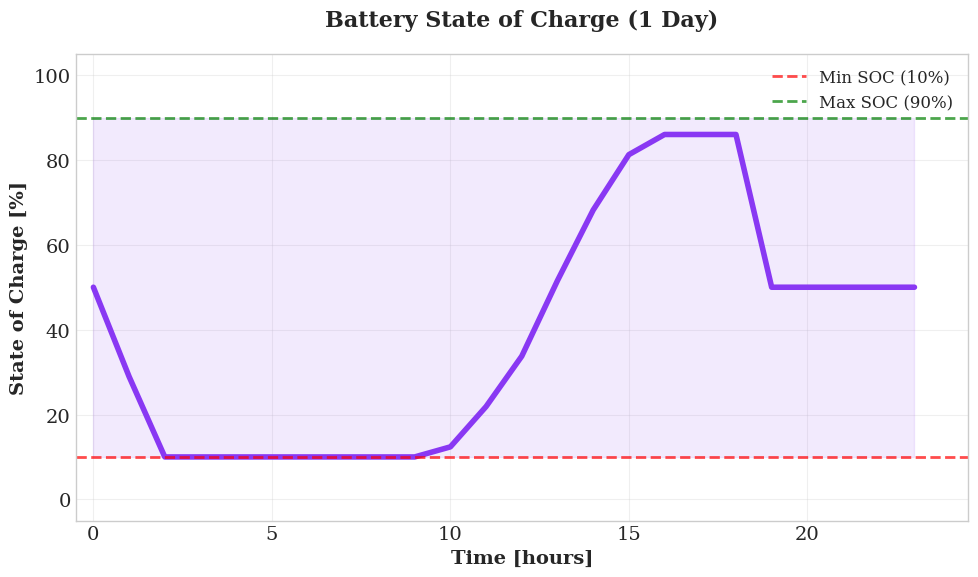 Battery State of Charge (1 Day)
Min SOC (10%)
Max SOC (90%)
State of Charge [%]
100
80
60
40
20
0
0 5 10 15 20
Time [hours]